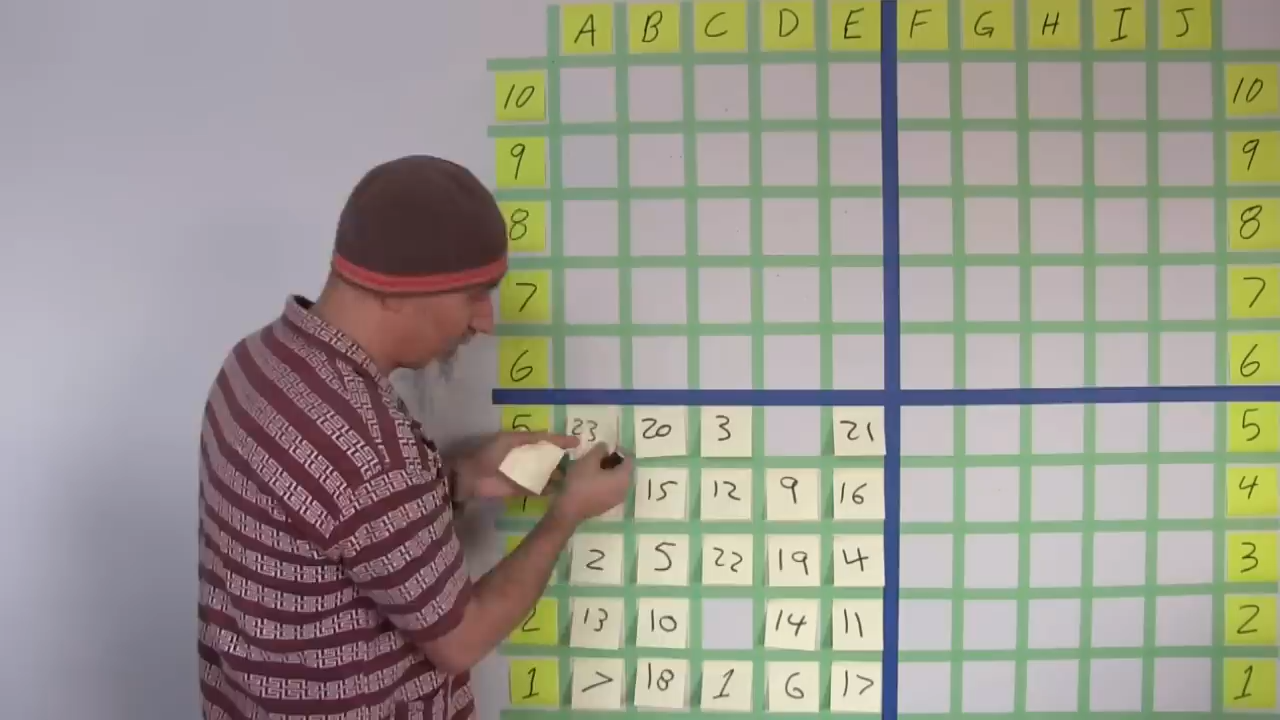 A B C D E F G H I J
10 10
9 9
8 8
7 7
6 6
5 23 20 3 21 5
15 12 9 16 4
2 5 22 19 4 3
2 13 10 14 11 2
1 7 18 1 6 17 1